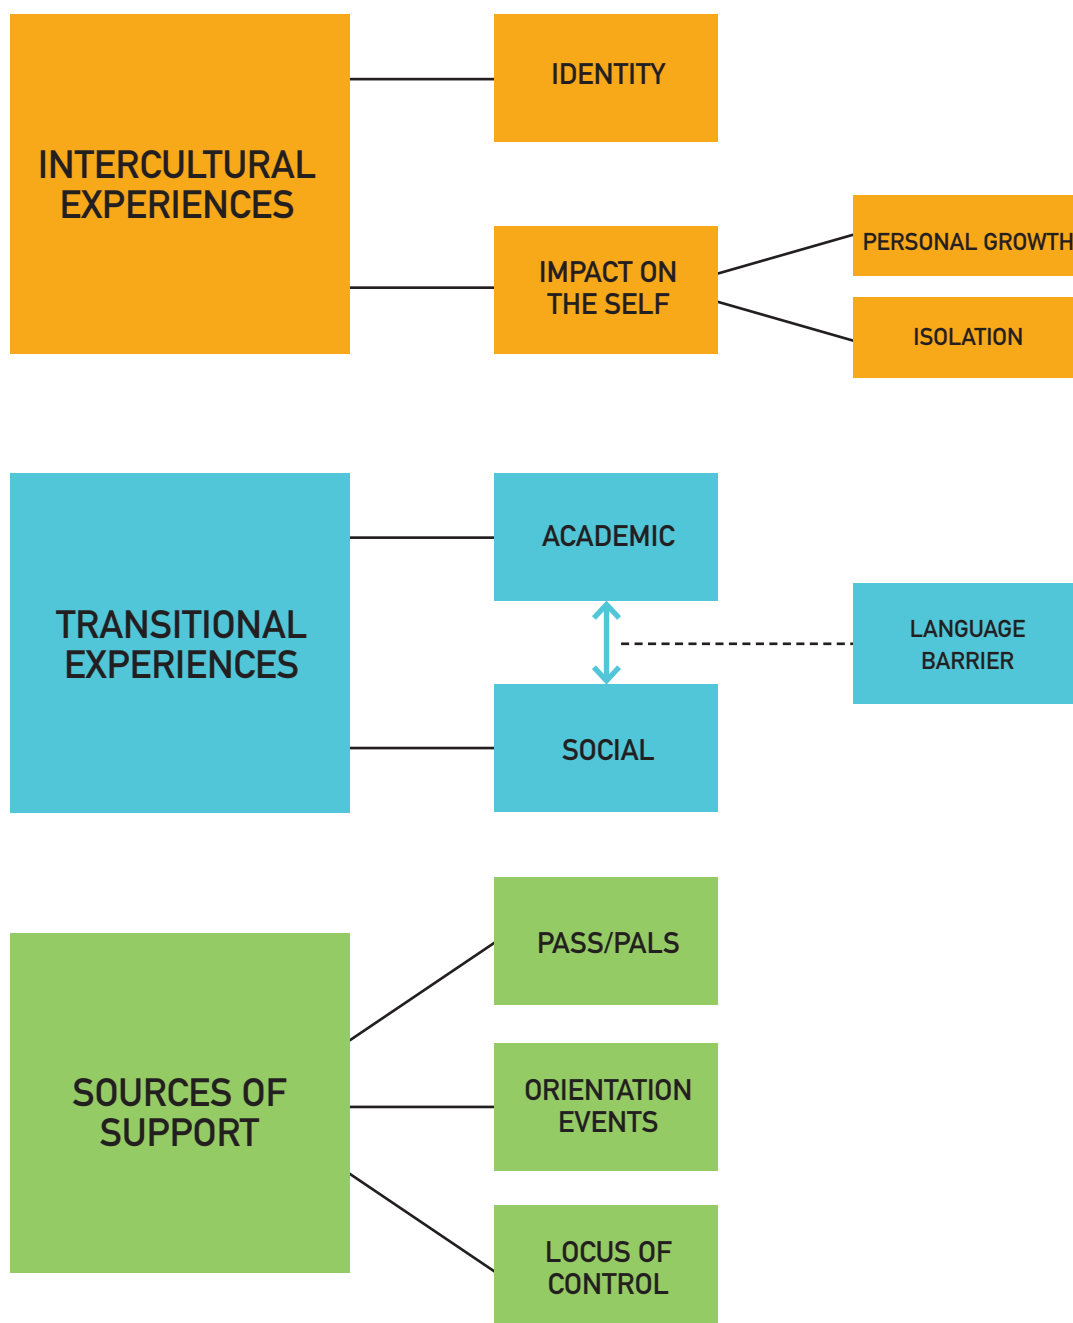 INTERCULTURAL
EXPERIENCES
IDENTITY
IMPACT ON
THE SELF
PERSONAL GROWTH
ISOLATION
TRANSITIONAL
EXPERIENCES
ACADEMIC
SOCIAL
LANGUAGE
BARRIER
SOURCES OF
SUPPORT
PASS/PALS
ORIENTATION
EVENTS
LOCUS OF
CONTROL